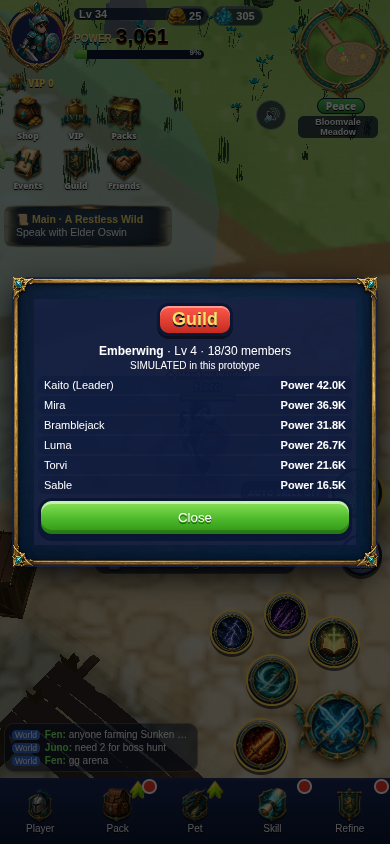 Lv 34
25
305
POWER 3,061
9%
VIP 0
Shop
VIP
Packs
Peace
Bloomvale
Meadow
Events
Guild
Friends
Main · A Restless Wild
Speak with Elder Oswin
Guild
Emberwing · Lv 4 · 18/30 members
SIMULATED in this prototype
Kaito (Leader) Power 42.0K
Mira Power 36.9K
Bramblejack Power 31.8K
Luma Power 26.7K
Torvi Power 21.6K
Sable Power 16.5K
Close
World Fen: anyone farming Sunken ...
World Juno: need 2 for boss hunt
World Fen: gg arena
Player
Pack
Pet
Skill
Refine